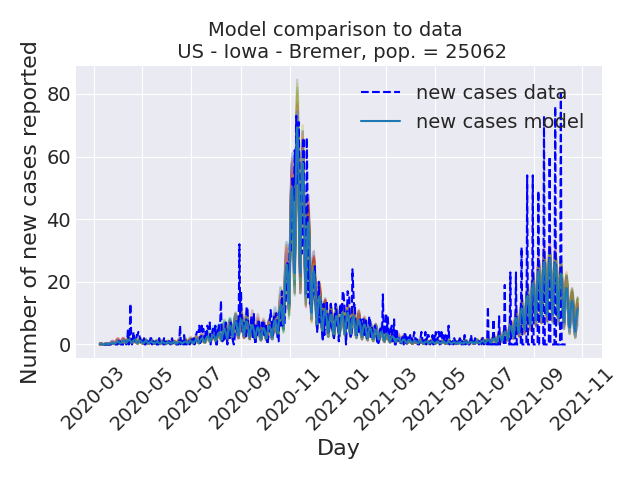 Model comparison to data
US - Iowa - Bremer, pop. = 25062
Number of new cases reported
80
60
40
20
0
new cases data
new cases model
2020-03
2020-05
2020-07
2020-09
2020-11
2021-01
2021-03
2021-05
2021-07
2021-09
2021-11
Day